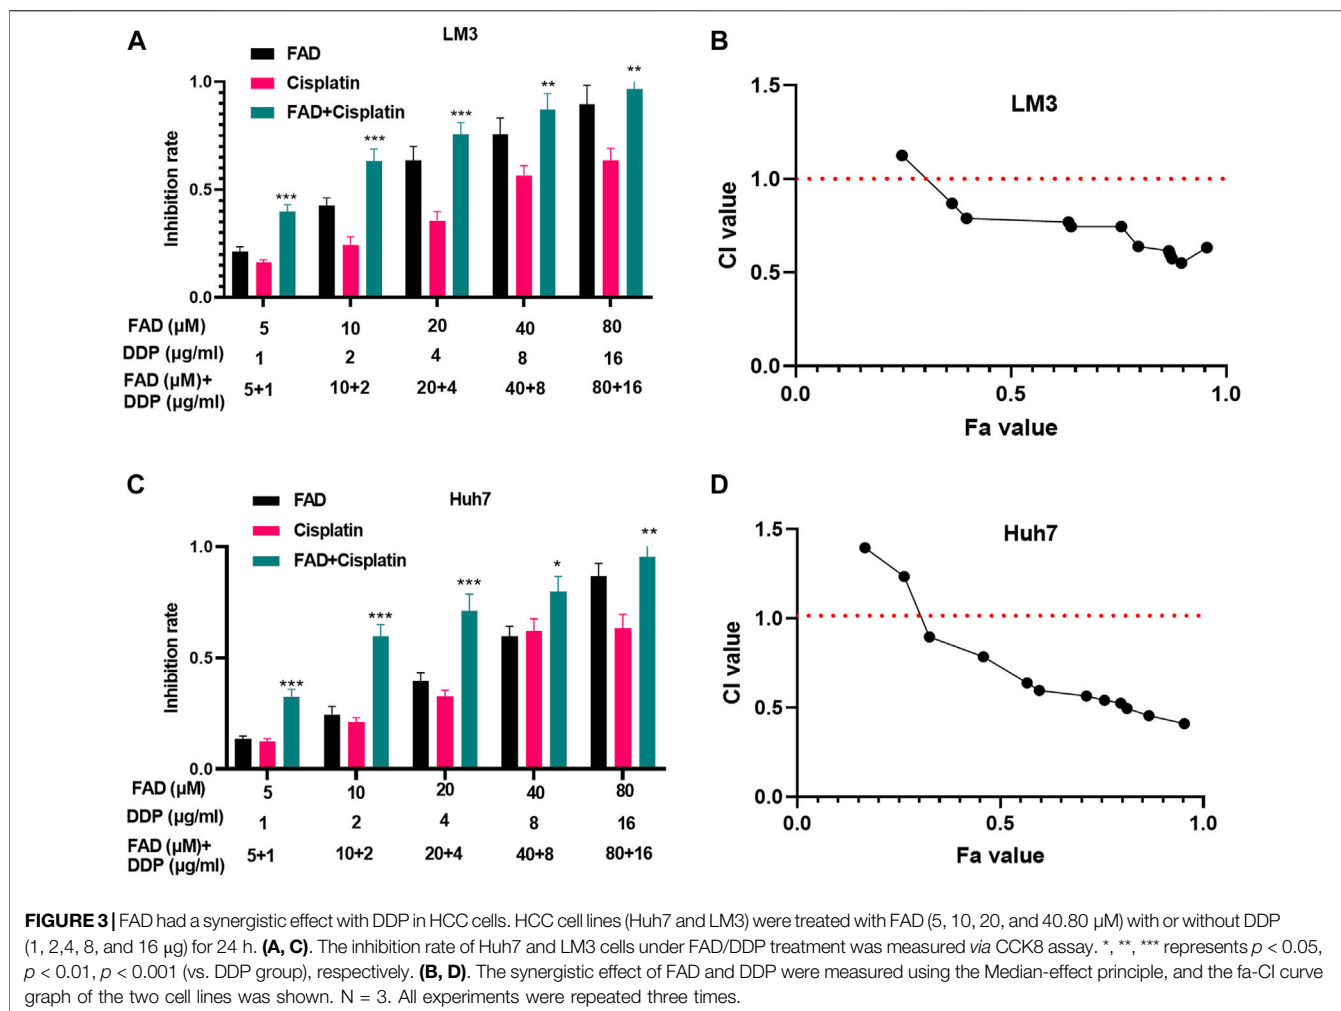 A
LM3
FAD
Cisplatin
FAD+Cisplatin
Inhibition rate
1.0
0.5
0.0
*** *** *** ** **
FAD (µM) 5 10 20 40 80
DDP (µg/ml) 1 2 4 8 16
FAD (µM)+
DDP (µg/ml) 5+1 10+2 20+4 40+8 80+16
B
LM3
CI value
1.5
1.0
0.5
0.0
0.0 0.5 1.0
Fa value
C
Huh7
FAD
Cisplatin
FAD+Cisplatin
Inhibition rate
1.0
0.5
0.0
*** *** *** * **
FAD (µM) 5 10 20 40 80
DDP (µg/ml) 1 2 4 8 16
FAD (µM)+
DDP (µg/ml) 5+1 10+2 20+4 40+8 80+16
D
Huh7
CI value
1.5
1.0
0.5
0.0
0.0 0.5 1.0
Fa value
FIGURE 3 | FAD had a synergistic effect with DDP in HCC cells. HCC cell lines (Huh7 and LM3) were treated with FAD (5, 10, 20, and 40.80 µM) with or without DDP
(1, 2,4, 8, and 16 µg) for 24 h. (A, C). The inhibition rate of Huh7 and LM3 cells under FAD/DDP treatment was measured via CCK8 assay. *, **, *** represents p < 0.05,
p < 0.01, p < 0.001 (vs. DDP group), respectively. (B, D). The synergistic effect of FAD and DDP were measured using the Median-effect principle, and the fa-CI curve
graph of the two cell lines was shown. N = 3. All experiments were repeated three times.